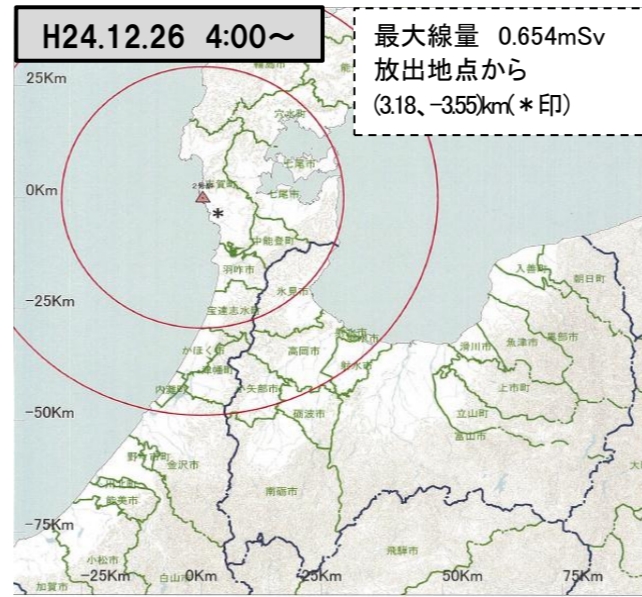 H24.12.26 4:00～
最大線量 0.654mSv
放出地点から
(3.18、-3.55)km(＊印)
25Km
穴水町
七尾市
0Km
志賀町
七尾市
*
中能登町
羽咋市
入善町
朝日町
-25Km
氷見市
宝達志水町
滑川市
魚津市
黒部市
かほく市
高岡市
射水市
津幡町
上市町
内灘町
小矢部市
-50Km
砺波市
立山町
富山市
野々市町
金沢市
南砺市
能美市
-75Km
飛騨市
小松市
-25Km
0Km
25Km
50Km
75Km
加賀市
白山市